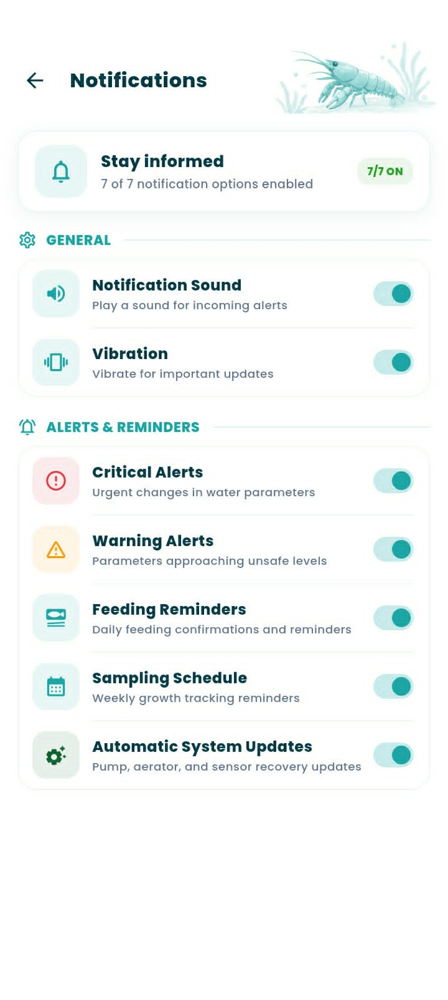 Notifications
Stay informed
7 of 7 notification options enabled
7/7 ON
GENERAL
Notification Sound
Play a sound for incoming alerts
Vibration
Vibrate for important updates
ALERTS & REMINDERS
Critical Alerts
Urgent changes in water parameters
Warning Alerts
Parameters approaching unsafe levels
Feeding Reminders
Daily feeding confirmations and reminders
Sampling Schedule
Weekly growth tracking reminders
Automatic System Updates
Pump, aerator, and sensor recovery updates